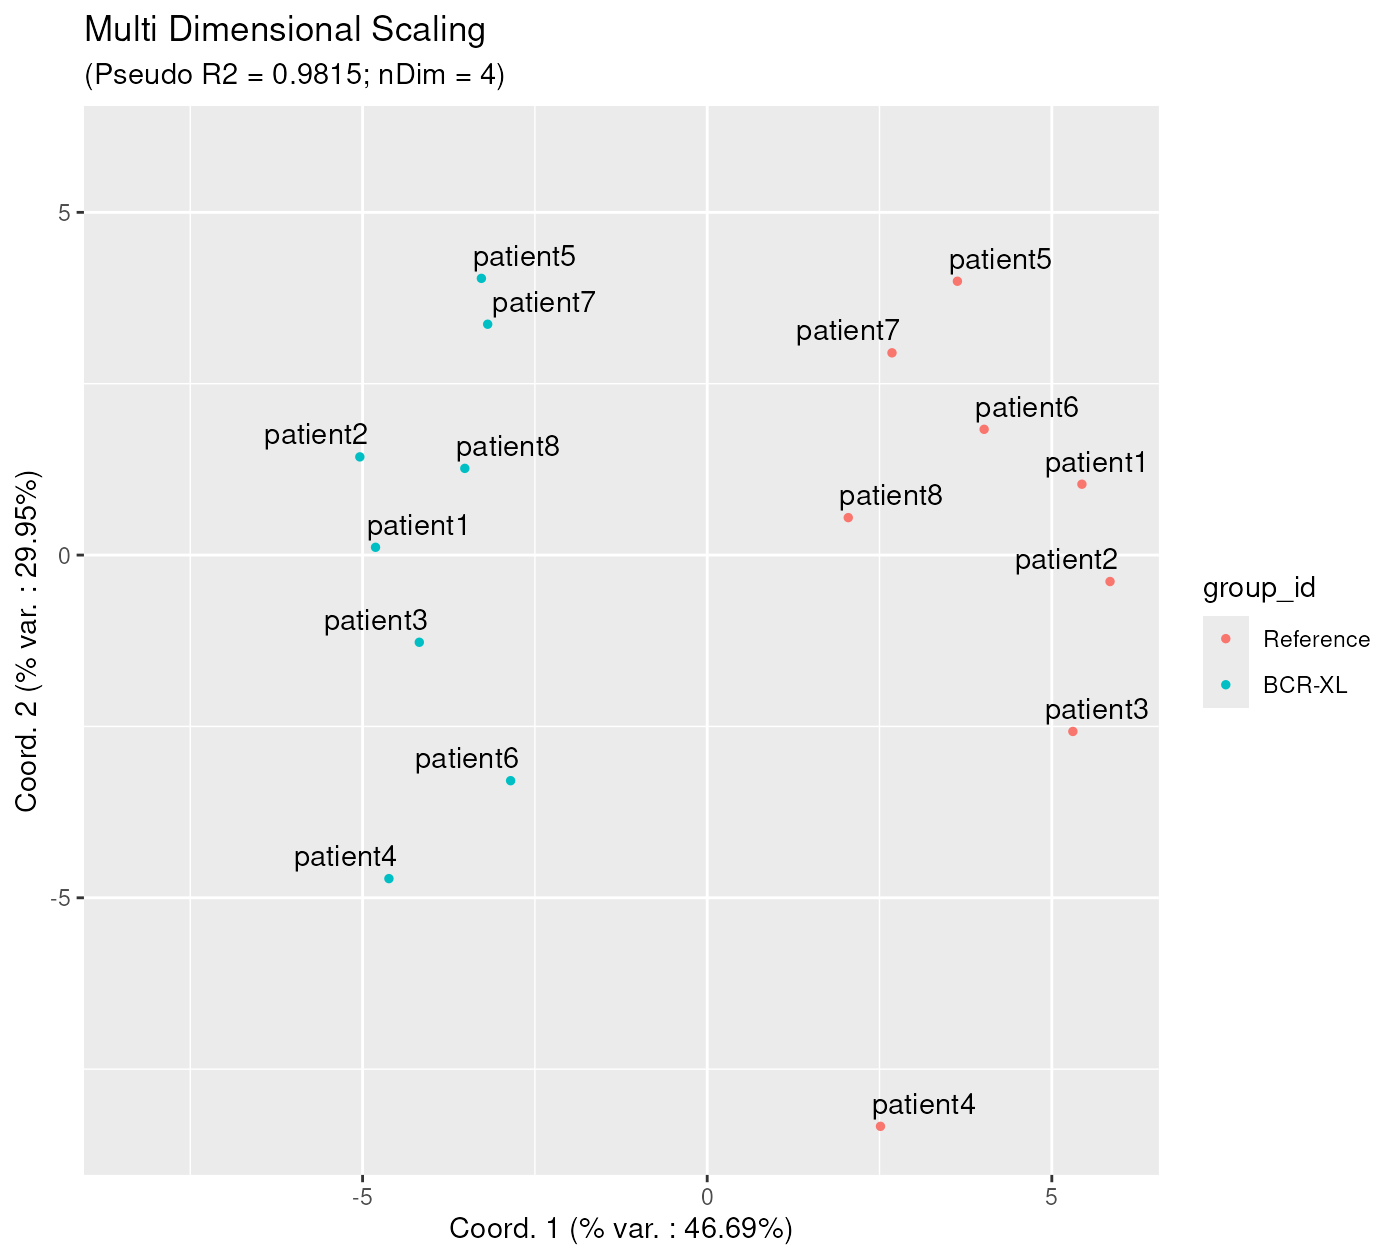 Multi Dimensional Scaling
(Pseudo R2 = 0.9815; nDim = 4)
5
0
-5
Coord. 2 (% var. : 29.95%)
patient5
patient5
patient7
patient7
patient6
patient2
patient8
patient1
patient8
patient1
patient2
patient3
patient3
patient6
patient4
patient4
-5
0
5
Coord. 1 (% var. : 46.69%)
group_id
Reference
BCR-XL